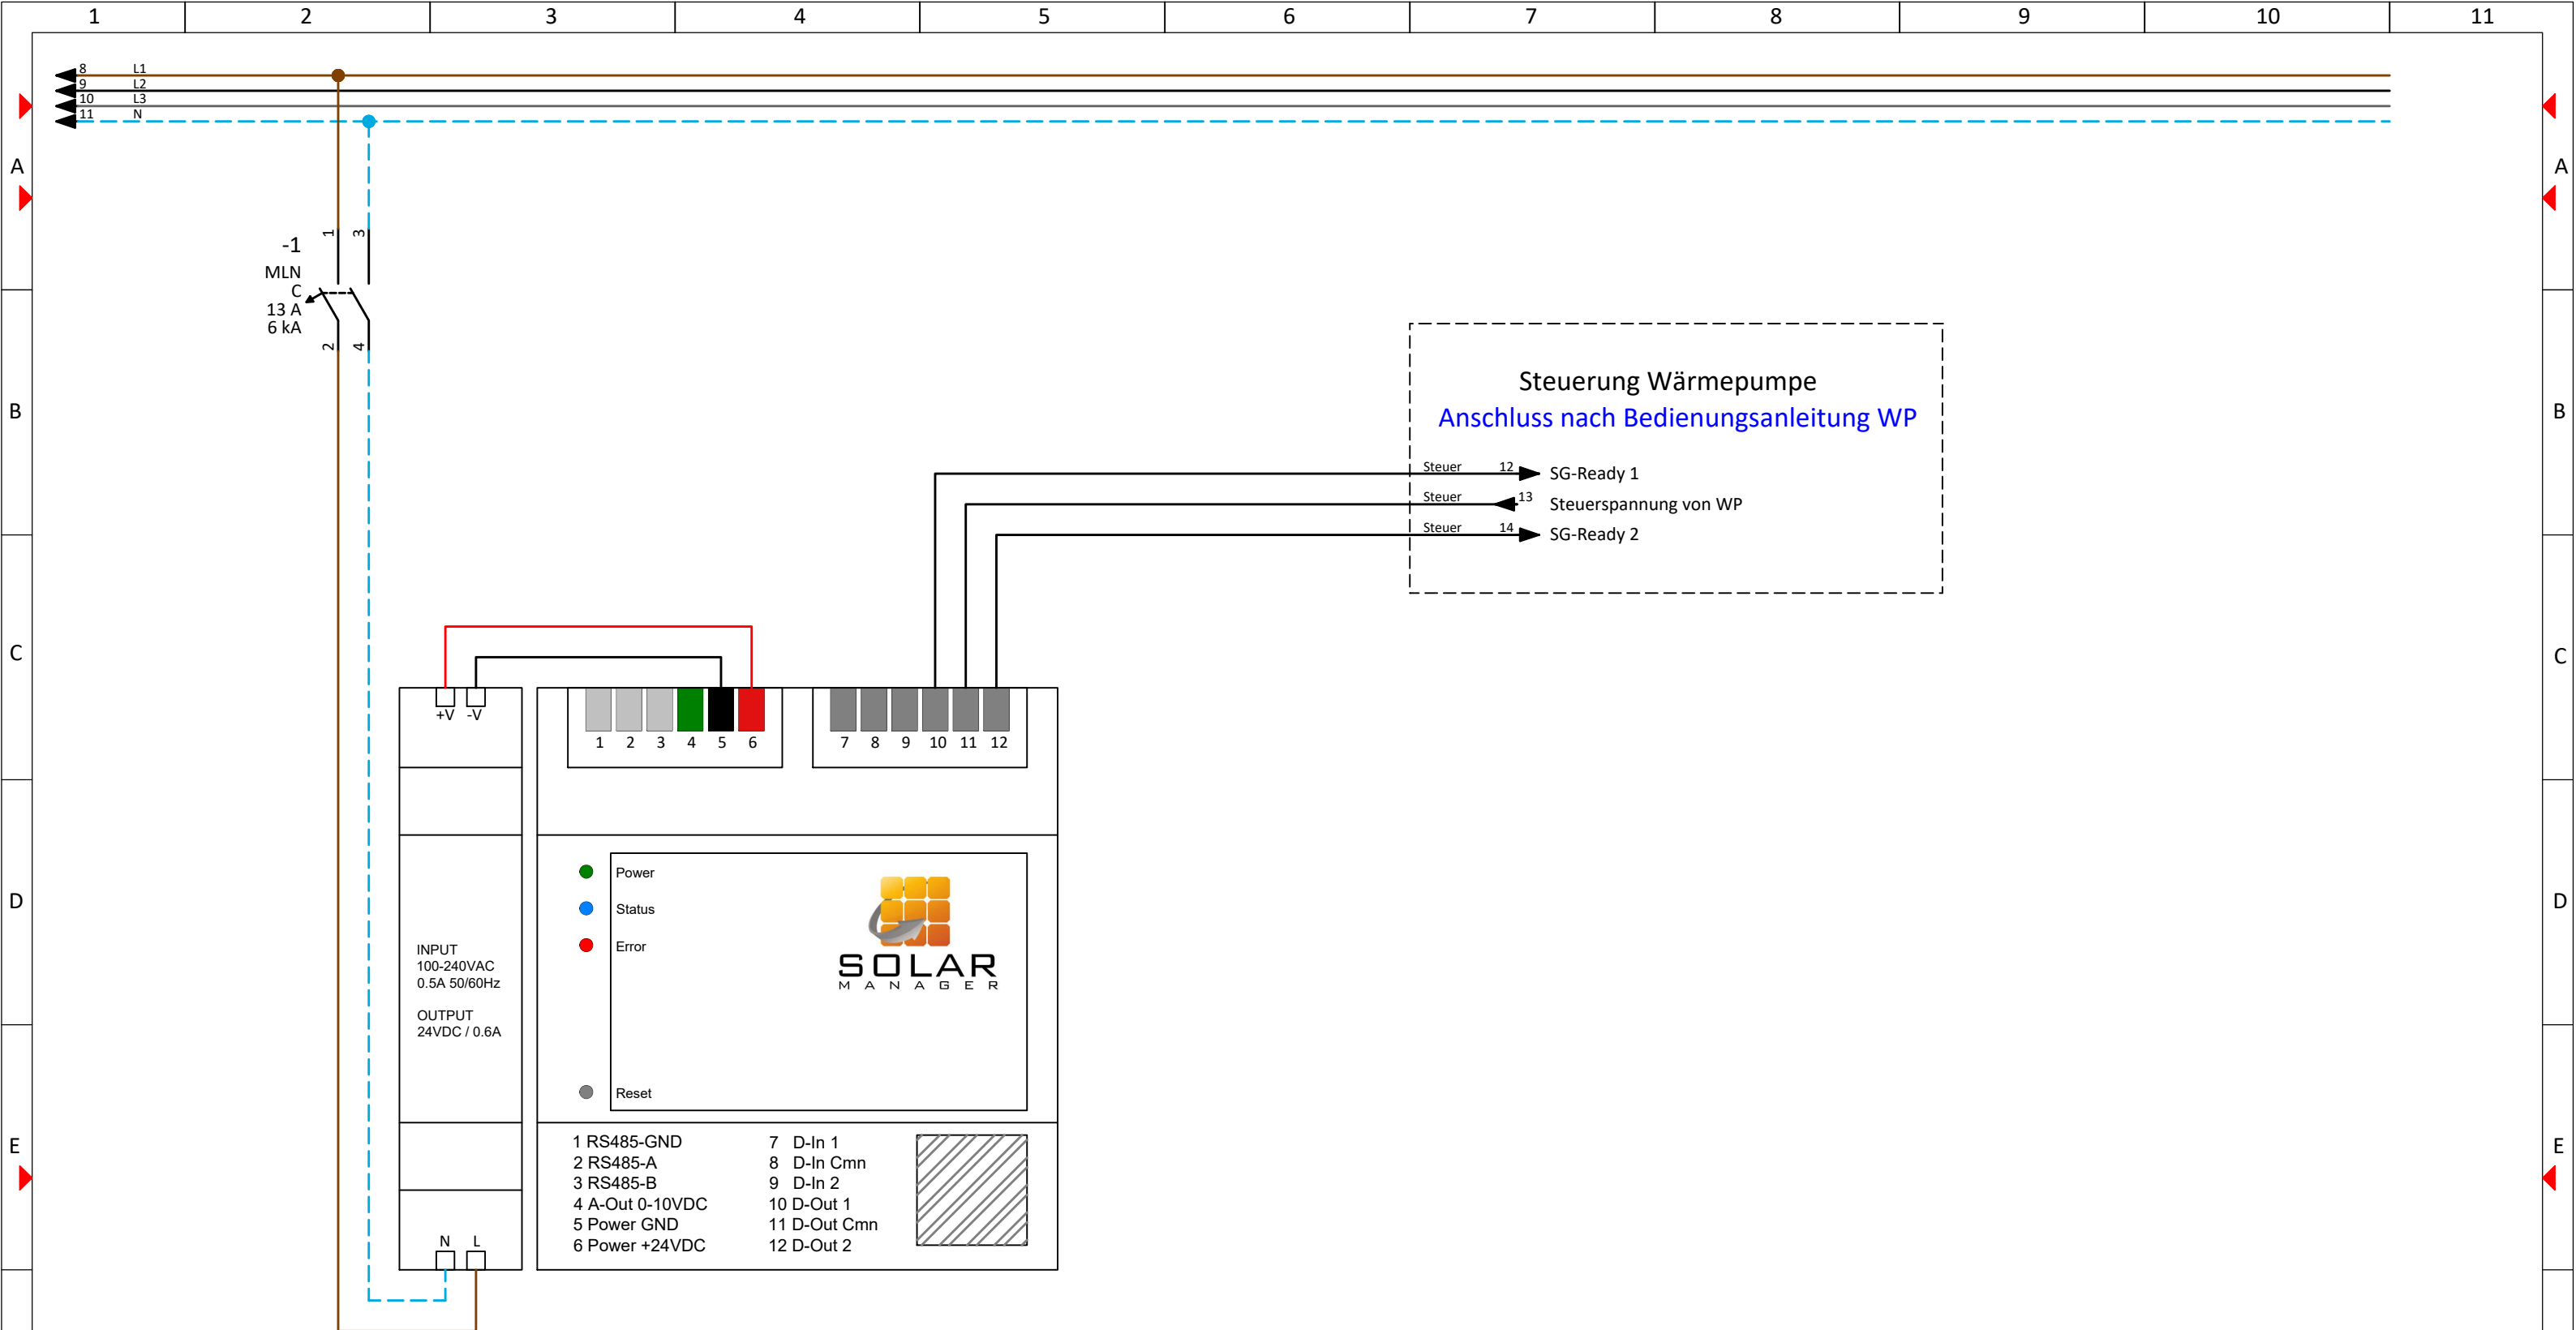 1 2 3 4 5 6 7 8 9 10 11
8 L1
9 L2
10 L3
11 N
A A
1 3
-1
MLN
C
13 A
6 kA
2 4
B B
Steuerung Wärmepumpe
Anschluss nach Bedienungsanleitung WP
Steuer 12 SG-Ready 1
Steuer 13 Steuerspannung von WP
Steuer 14 SG-Ready 2
C C
+V -V
1 2 3 4 5 6 7 8 9 10 11 12
Power
Status
Error
D D
SOLAR
MANAGER
INPUT
100-240VAC
0.5A 50/60Hz
OUTPUT
24VDC / 0.6A
Reset
E E
1 RS485-GND
2 RS485-A
3 RS485-B
4 A-Out 0-10VDC
5 Power GND
6 Power +24VDC
7 D-In 1
8 D-In Cmn
9 D-In 2
10 D-Out 1
11 D-Out Cmn
12 D-Out 2
N L